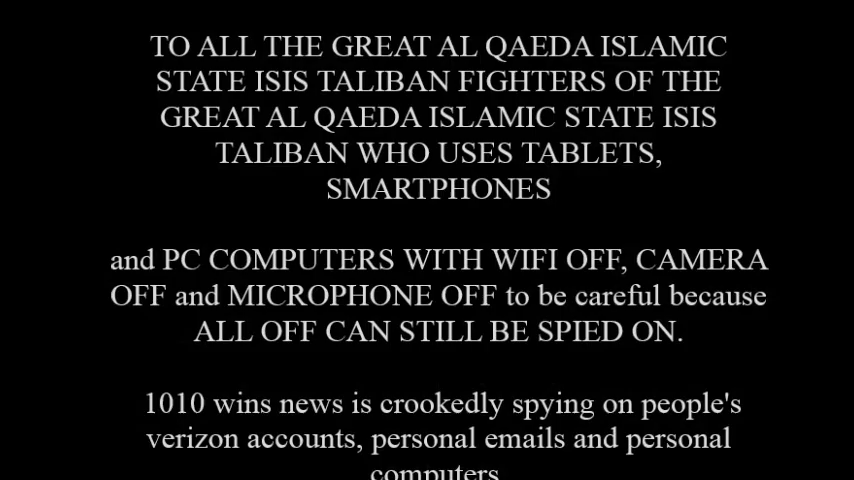 TO ALL THE GREAT AL QAEDA ISLAMIC
STATE ISIS TALIBAN FIGHTERS OF THE
GREAT AL QAEDA ISLAMIC STATE ISIS
TALIBAN WHO USES TABLETS,
SMARTPHONES
and PC COMPUTERS WITH WIFI OFF, CAMERA
OFF and MICROPHONE OFF to be careful because
ALL OFF CAN STILL BE SPIED ON.
1010 wins news is crookedly spying on people's
verizon accounts, personal emails and personal
computers